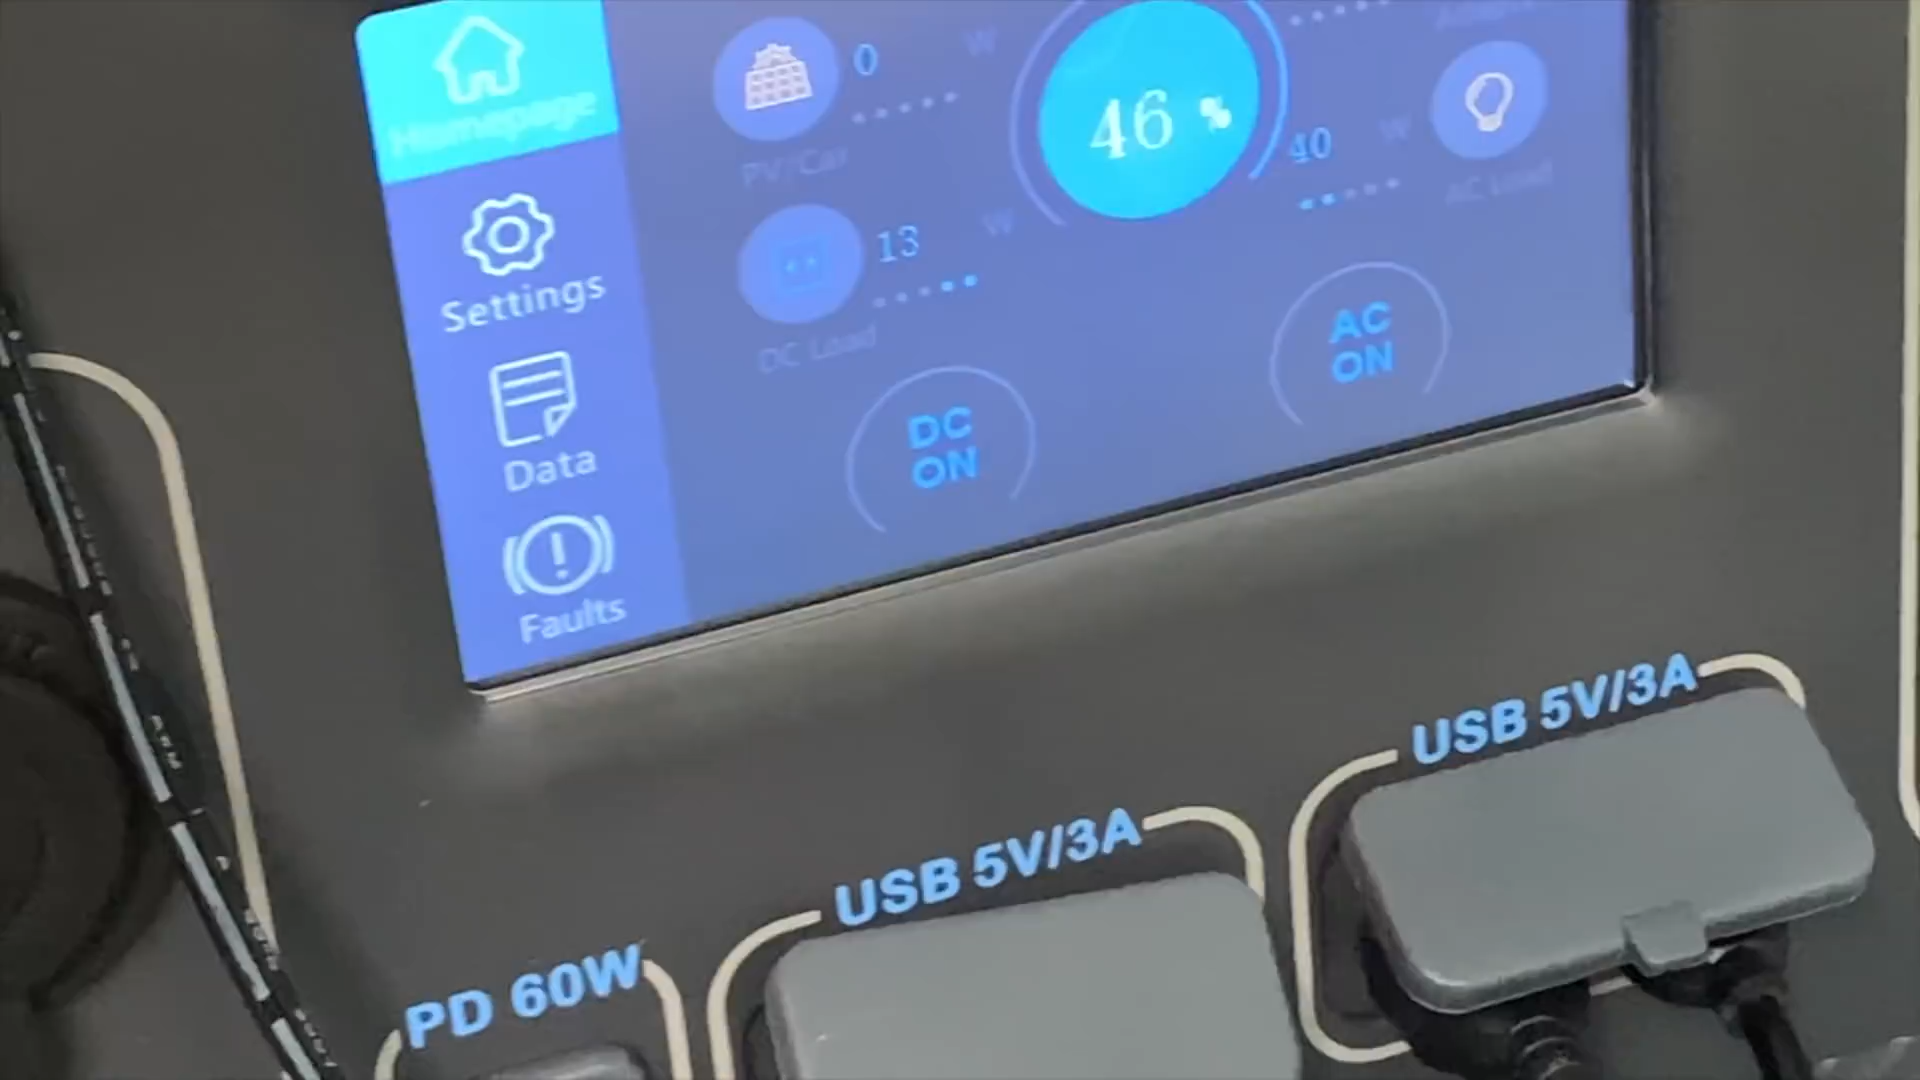 Homepage
Settings
Data
Faults
0 W
PV/Car
13 W
DC Load
46 %
40 W
AC Load
DC
ON
AC
ON
USB 5V/3A
USB 5V/3A
PD 60W